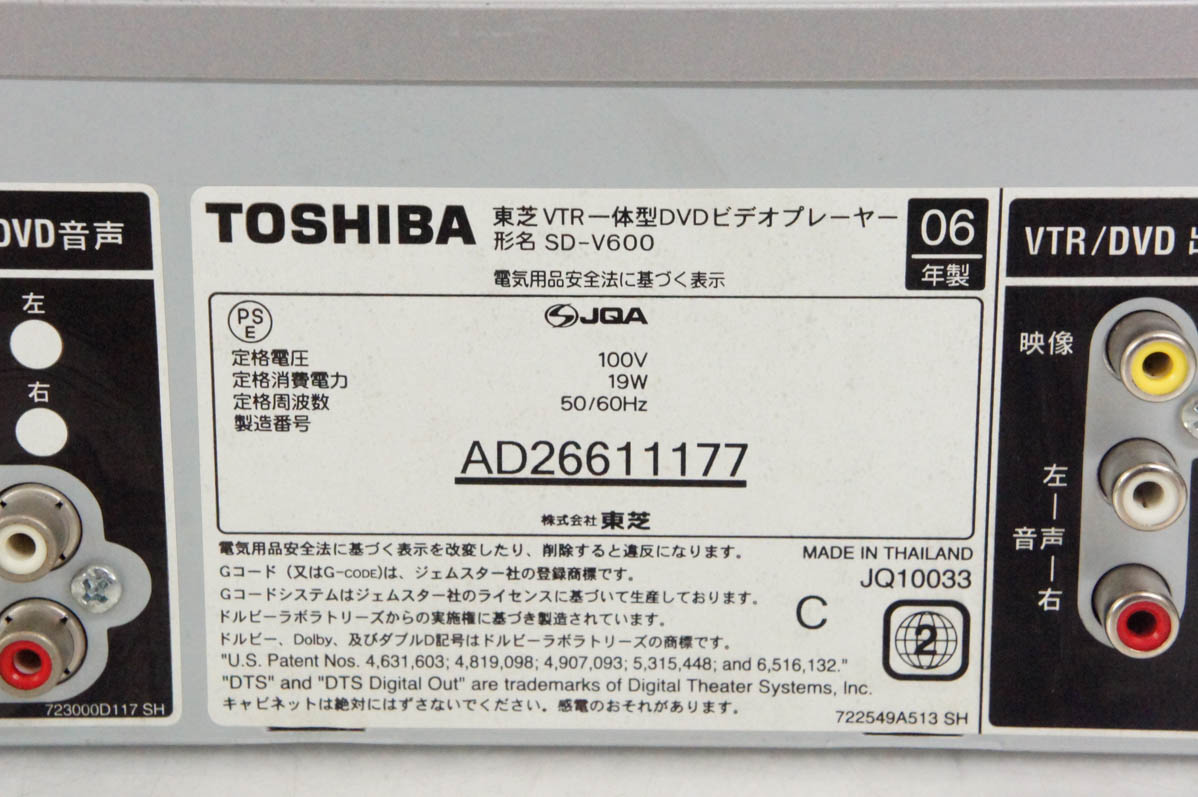 DVD音声
左
右
723000D117 SH
TOSHIBA
東芝 VTR一体型DVDビデオプレーヤー
形名 SD-V600
06
年製
電気用品安全法に基づく表示
PS
E
JQA
定格電圧 100V
定格消費電力 19W
定格周波数 50/60Hz
製造番号
AD26611177
株式会社 東芝
電気用品安全法に基づく表示を改変したり、削除すると違反になります。
Gコード (又はG-CODE)は、ジェムスター社の登録商標です。
Gコードシステムはジェムスター社のライセンスに基づいて生産しております。
ドルビーラボラトリーズからの実施権に基づき製造されています。
ドルビー、Dolby、及びダブルD記号はドルビーラボラトリーズの商標です。
"U.S. Patent Nos. 4,631,603; 4,819,098; 4,907,093; 5,315,448; and 6,516,132."
"DTS" and "DTS Digital Out" are trademarks of Digital Theater Systems, Inc.
キャビネットは絶対にはずさないでください。感電のおそれがあります。
MADE IN THAILAND
JQ10033
C
2
722549A513 SH
VTR/DVD
映像
左
音声
右